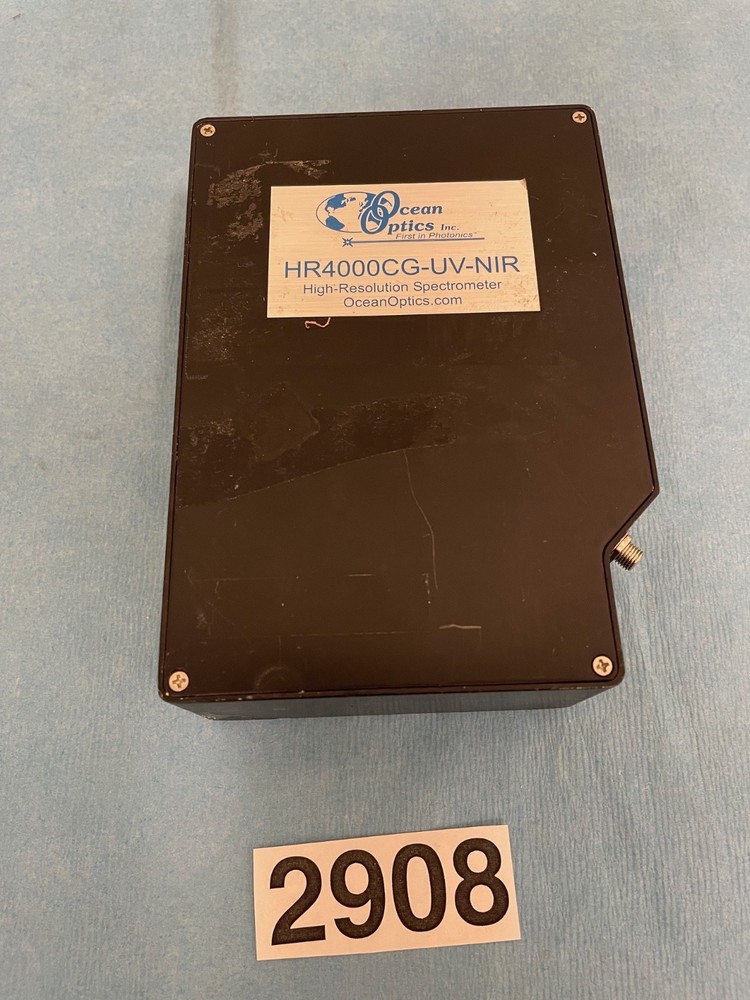 Ocean
Optics Inc.
First in Photonics™
HR4000CG-UV-NIR
High-Resolution Spectrometer
OceanOptics.com
2908